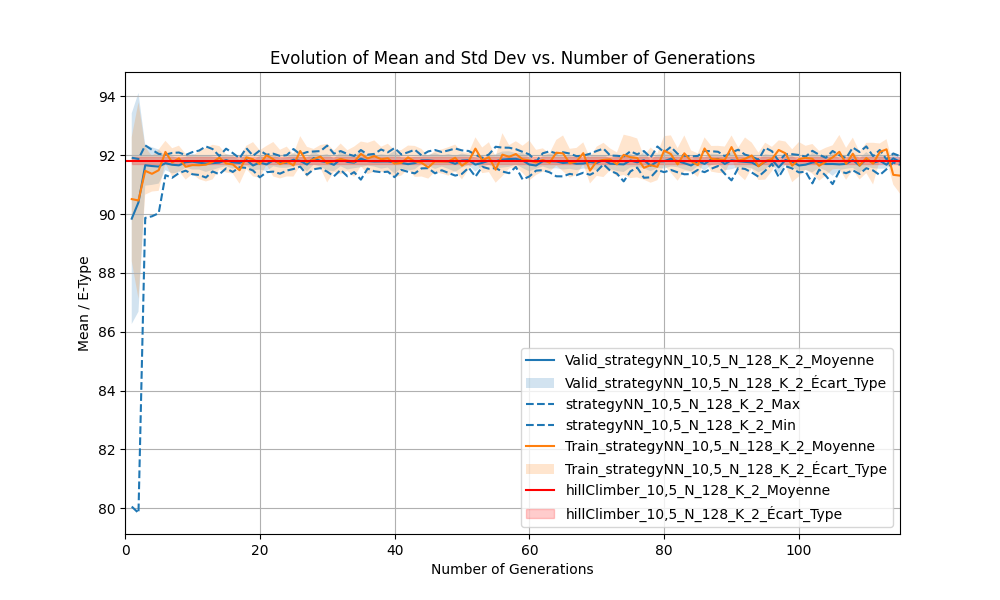 Evolution of Mean and Std Dev vs. Number of Generations
94
92
90
88
86
84
82
80
Mean / E-Type
0 20 40 60 80 100
Number of Generations
Valid_strategyNN_10,5_N_128_K_2_Moyenne
Valid_strategyNN_10,5_N_128_K_2_Écart_Type
strategyNN_10,5_N_128_K_2_Max
strategyNN_10,5_N_128_K_2_Min
Train_strategyNN_10,5_N_128_K_2_Moyenne
Train_strategyNN_10,5_N_128_K_2_Écart_Type
hillClimber_10,5_N_128_K_2_Moyenne
hillClimber_10,5_N_128_K_2_Écart_Type